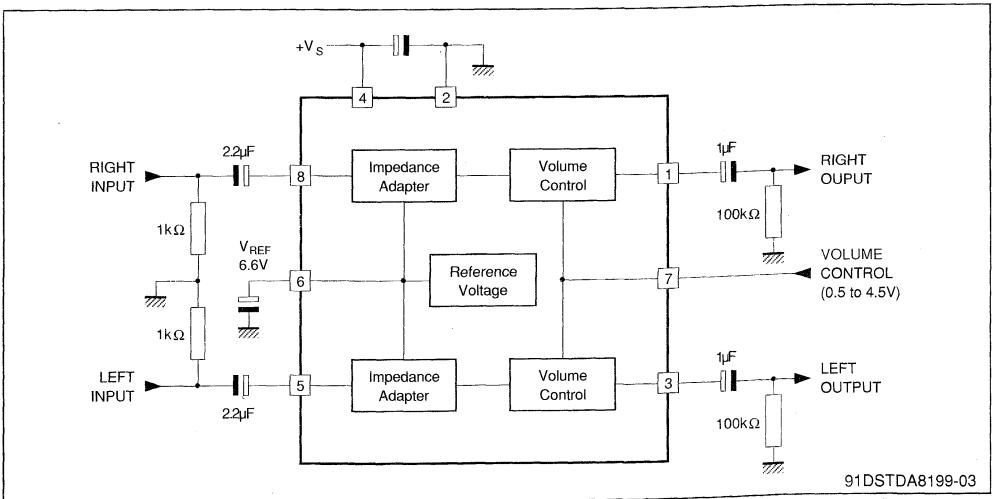 +VS
4
2
RIGHT
INPUT
2.2µF
8
Impedance
Adapter
Volume
Control
1
1µF
RIGHT
OUPUT
1kΩ
100kΩ
VREF
6.6V
6
Reference
Voltage
7
VOLUME
CONTROL
(0.5 to 4.5V)
1kΩ
LEFT
INPUT
2.2µF
5
Impedance
Adapter
Volume
Control
3
1µF
LEFT
OUTPUT
100kΩ
91DSTDA8199-03